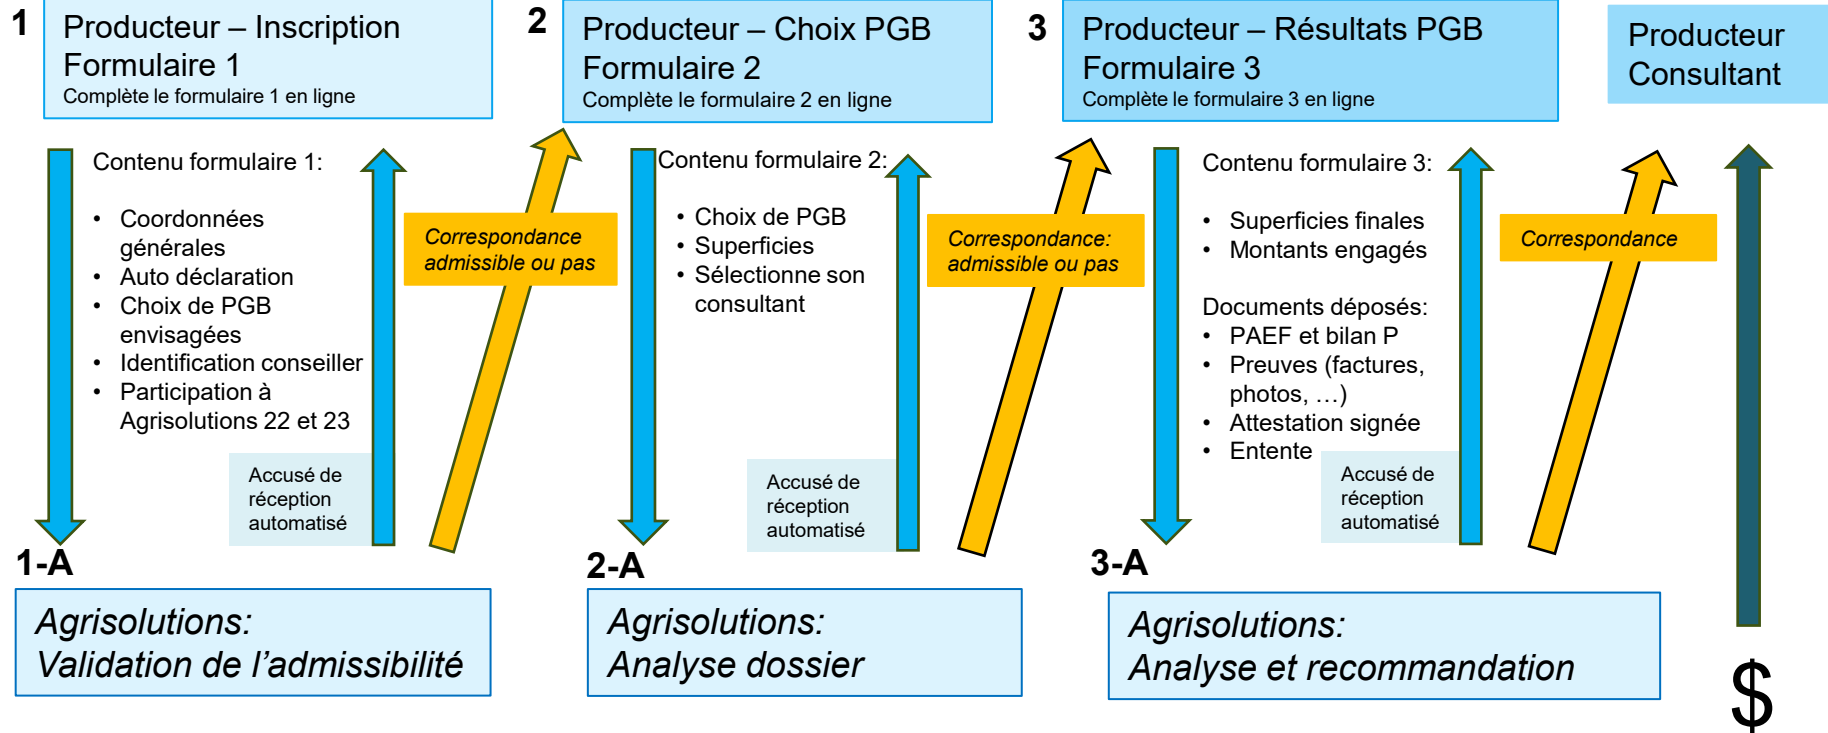 1
Producteur – Inscription
Formulaire 1
Complète le formulaire 1 en ligne
Contenu formulaire 1:
• Coordonnées
générales
• Auto déclaration
• Choix de PGB
envisagées
• Identification conseiller
• Participation à
Agrisolutions 22 et 23
Accusé de
réception
automatisé
Correspondance
admissible ou pas
1-A
Agrisolutions:
Validation de l’admissibilité
2
Producteur – Choix PGB
Formulaire 2
Complète le formulaire 2 en ligne
Contenu formulaire 2:
• Choix de PGB
• Superficies
• Sélectionne son
consultant
Accusé de
réception
automatisé
Correspondance:
admissible ou pas
2-A
Agrisolutions:
Analyse dossier
3
Producteur – Résultats PGB
Formulaire 3
Complète le formulaire 3 en ligne
Contenu formulaire 3:
• Superficies finales
• Montants engagés
Documents déposés:
• PAEF et bilan P
• Preuves (factures,
photos, …)
• Attestation signée
• Entente
Accusé de
réception
automatisé
Correspondance
3-A
Agrisolutions:
Analyse et recommandation
Producteur
Consultant
$